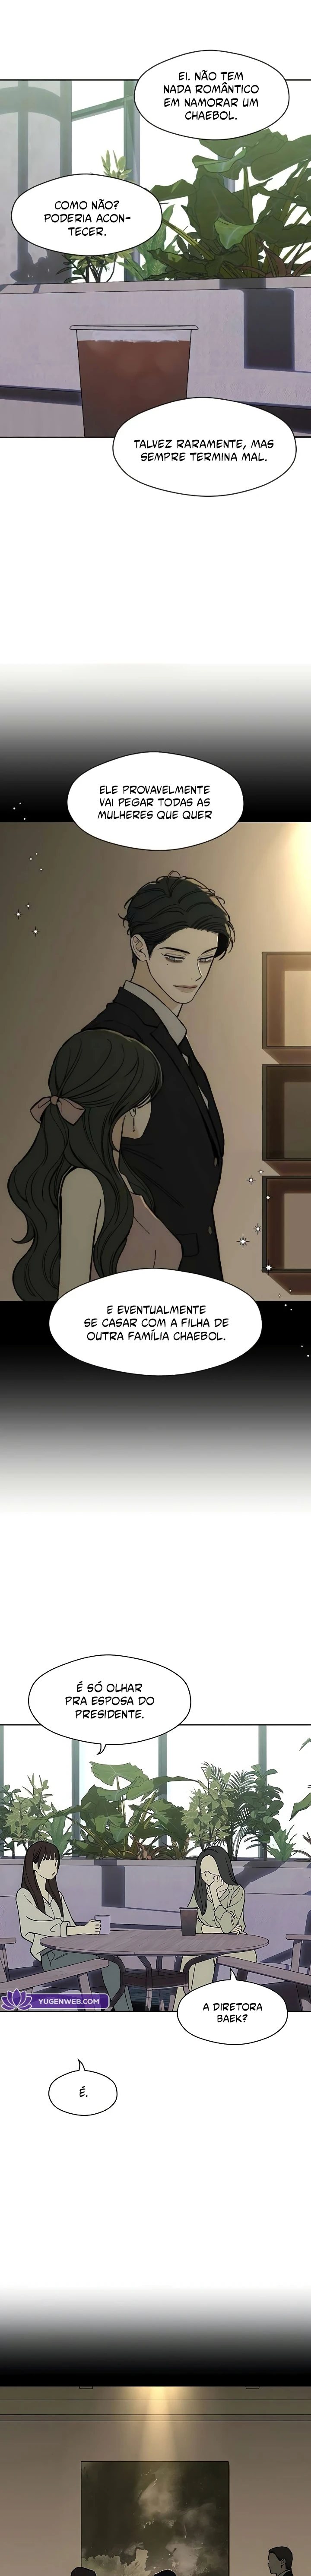 EI. NÃO TEM
NADA ROMÂNTICO
EM NAMORAR UM
CHAEBOL.
COMO NÃO?
PODERIA ACON-
TECER.
TALVEZ RARAMENTE, MAS
SEMPRE TERMINA MAL.
ELE PROVAVELMENTE
VAI PEGAR TODAS AS
MULHERES QUE QUER
E EVENTUALMENTE
SE CASAR COM A FILHA DE
OUTRA FAMÍLIA CHAEBOL.
É SÓ OLHAR
PRA ESPOSA DO
PRESIDENTE.
YUGENWEB.COM
A DIRETORA
BAEK?
É.